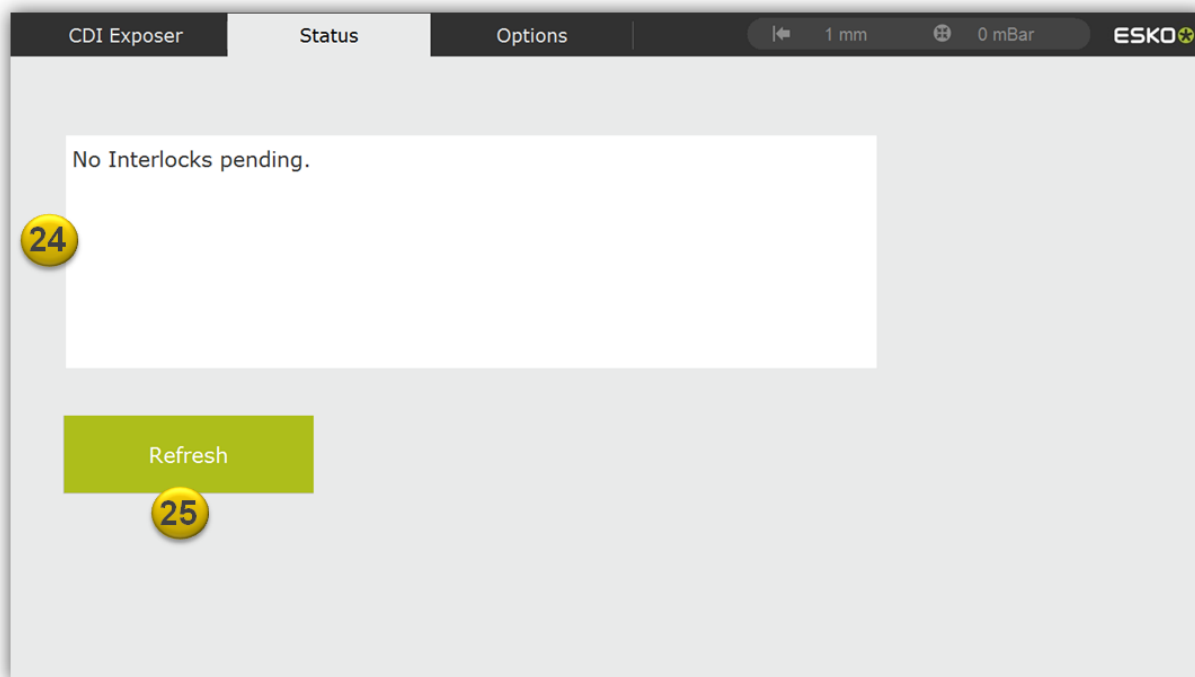 CDI Exposer Status Options 1 mm 0 mBar ESKO
No Interlocks pending.
24
Refresh
25